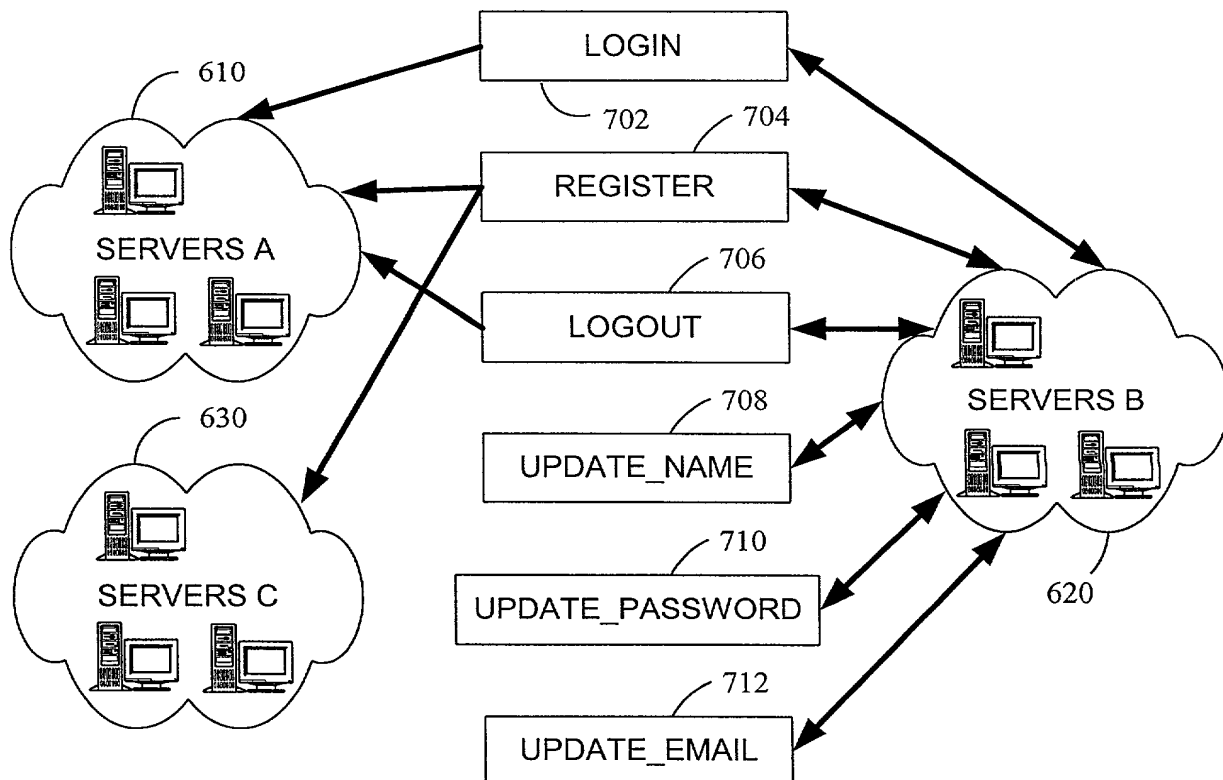 LOGIN
610
702
704
REGISTER
SERVERS A
706
LOGOUT
708
SERVERS B
630
UPDATE_NAME
710
SERVERS C
UPDATE_PASSWORD
620
712
UPDATE_EMAIL